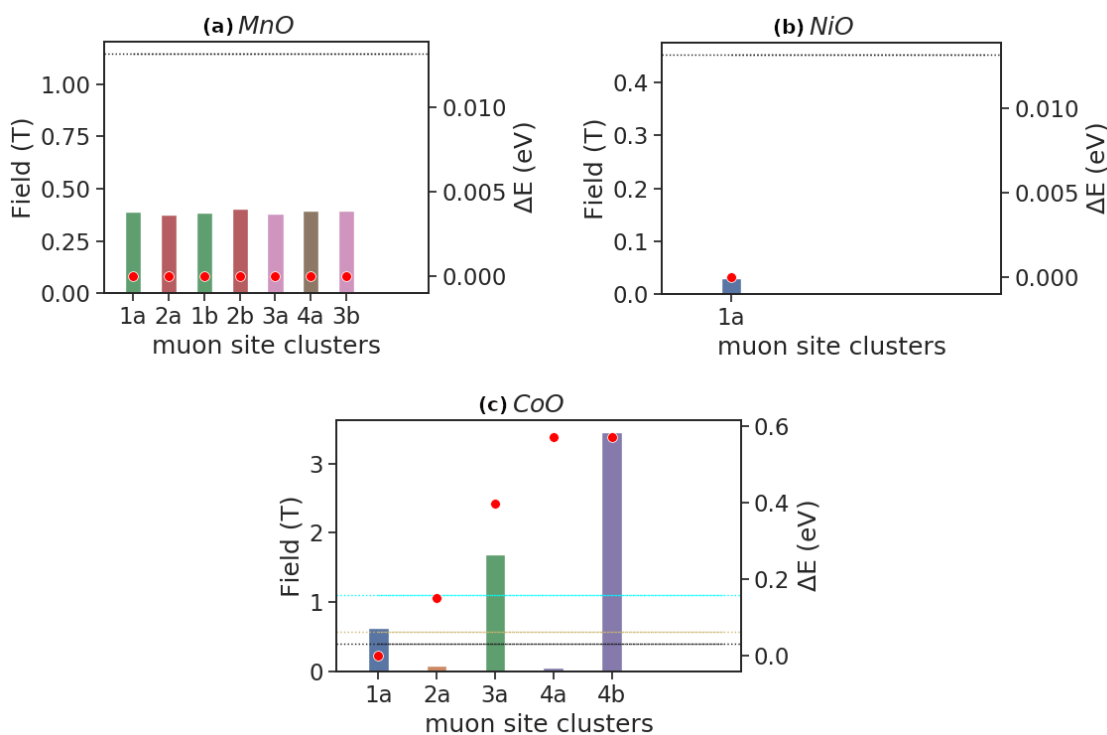 (a) MnO
1.00
0.75
0.50
0.25
0.00
Field (T)
0.010
0.005
0.000
ΔE (eV)
1a 2a 1b 2b 3a 4a 3b
muon site clusters
(b) NiO
0.4
0.3
0.2
0.1
0.0
Field (T)
0.010
0.005
0.000
ΔE (eV)
1a
muon site clusters
(c) CoO
3
2
1
0
Field (T)
0.6
0.4
0.2
0.0
ΔE (eV)
1a 2a 3a 4a 4b
muon site clusters